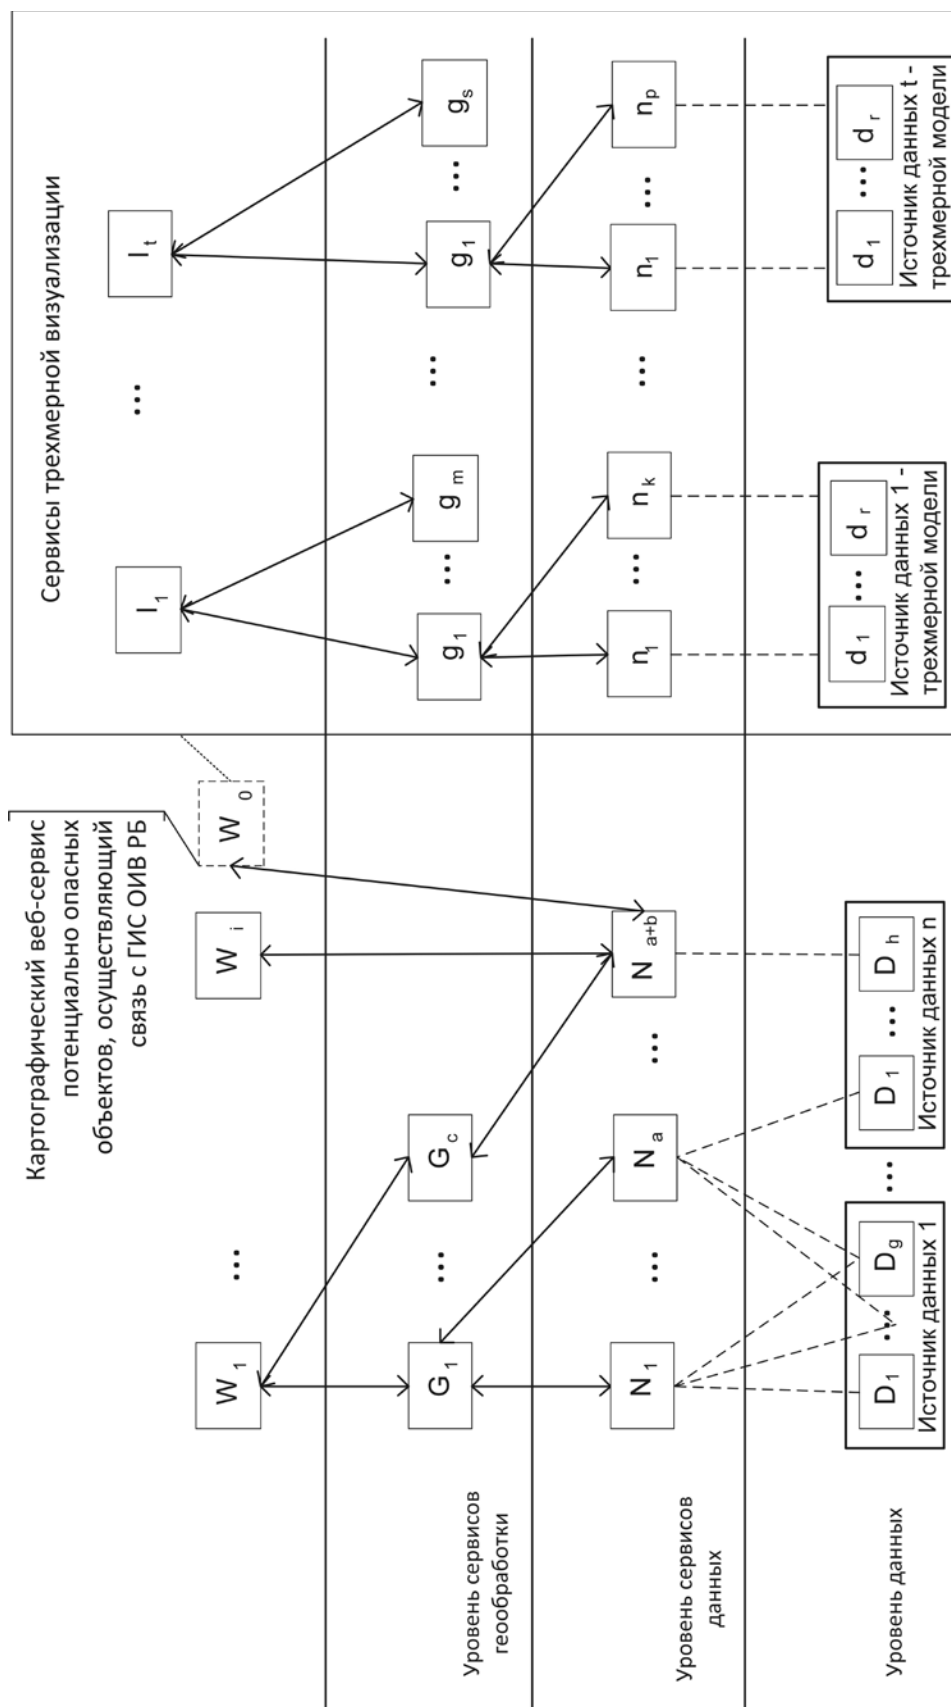 Картографический веб-сервис
потенциально опасных
объектов, осуществляющий
связь с ГИС ОИВ РБ
Сервисы трехмерной визуализации
W 1
...
W i
W 0
I 1
...
I t
Уровень сервисов
геообработки
G 1
...
G c
g 1
...
g m
...
g 1
...
g s
Уровень сервисов
данных
N 1
...
N a
...
N a+b
n 1
...
n k
...
n 1
...
n p
Уровень данных
D 1
...
D g
Источник данных 1
...
D 1
...
D h
Источник данных n
d 1
...
d r
Источник данных 1 -
трехмерной модели
d 1
...
d r
Источник данных t -
трехмерной модели